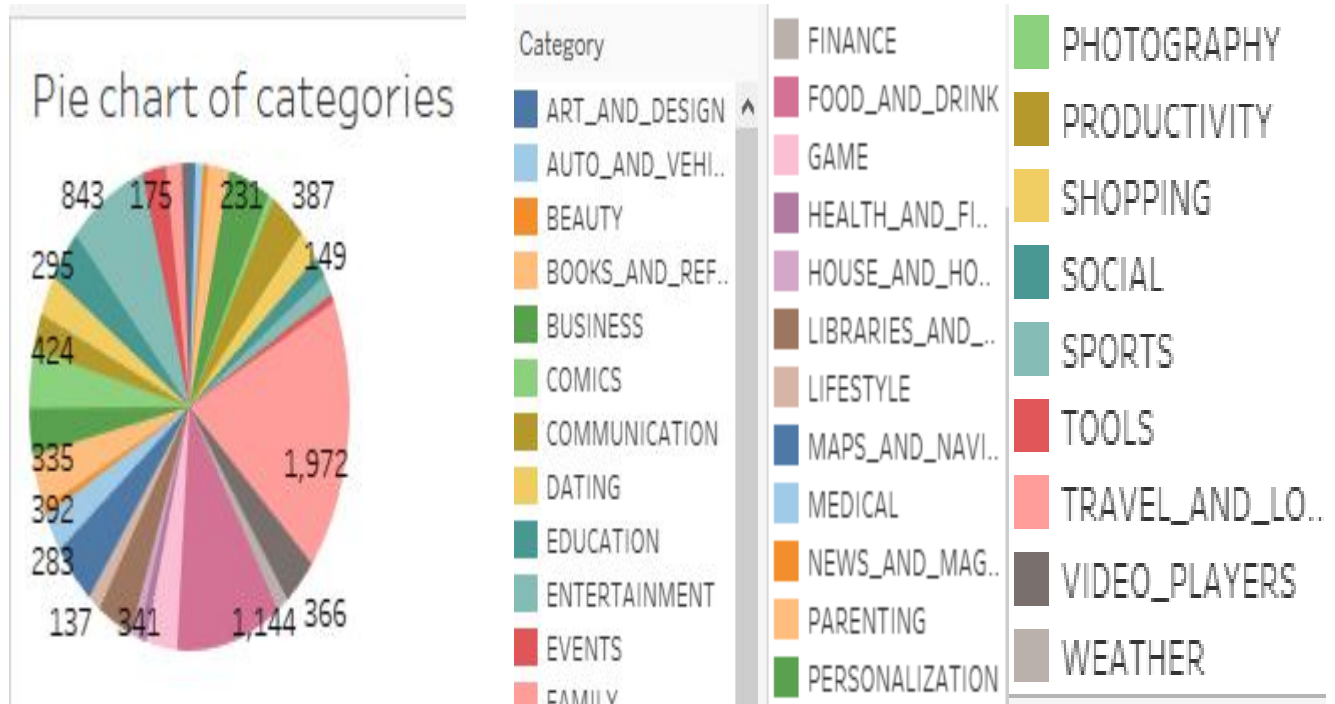 Pie chart of categories
843 175 231 387
295 149
424
335 1,972
392
283
137 341 1,144 366
Category
ART_AND_DESIGN
AUTO_AND_VEHI..
BEAUTY
BOOKS_AND_REF..
BUSINESS
COMICS
COMMUNICATION
DATING
EDUCATION
ENTERTAINMENT
EVENTS
FAMILY
FINANCE
FOOD_AND_DRINK
GAME
HEALTH_AND_FI..
HOUSE_AND_HO..
LIBRARIES_AND_..
LIFESTYLE
MAPS_AND_NAVI..
MEDICAL
NEWS_AND_MAG..
PARENTING
PERSONALIZATION
PHOTOGRAPHY
PRODUCTIVITY
SHOPPING
SOCIAL
SPORTS
TOOLS
TRAVEL_AND_LO..
VIDEO_PLAYERS
WEATHER